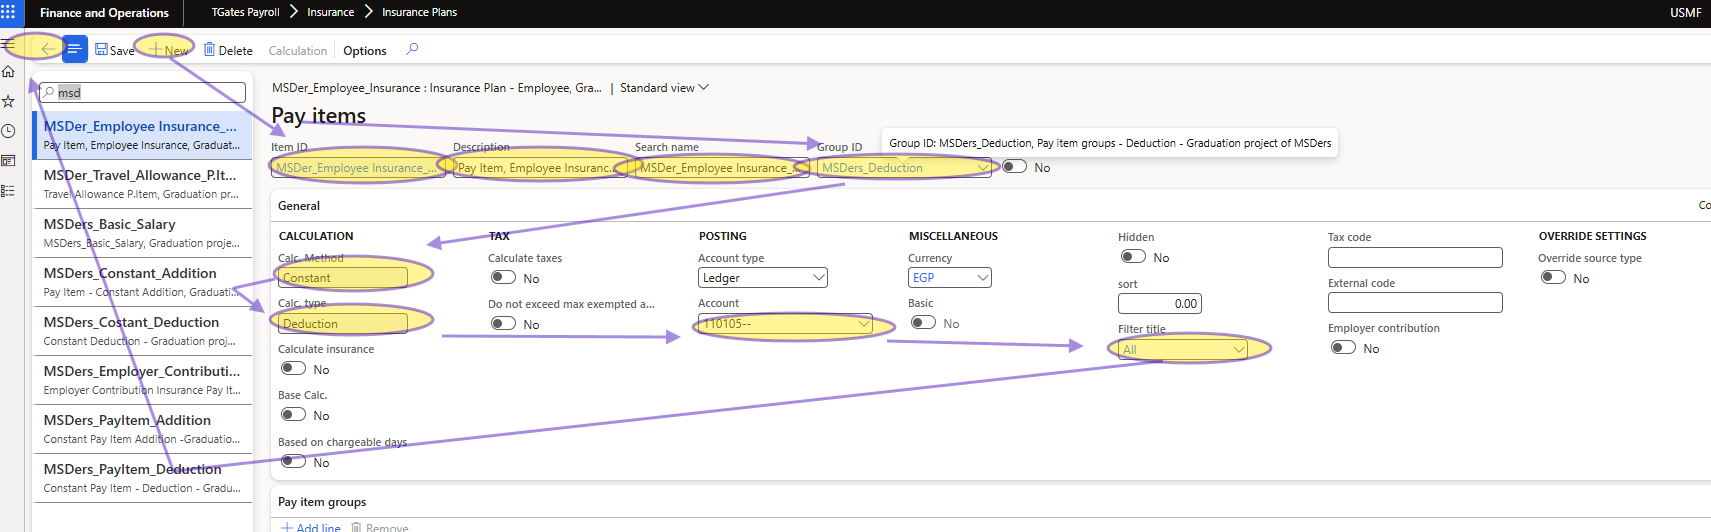 Finance and Operations
TGates Payroll > Insurance > Insurance Plans
USMF
Save
New
Delete
Calculation
Options
msd
MSDer_Employee Insurance_...
Pay Item, Employee Insurance, Graduat...
MSDer_Travel_Allowance_P.It...
Travel Allowance P.Item, Graduation pr...
MSDers_Basic_Salary
MSDers_Basic_Salary, Graduation proje...
MSDers_Constant_Addition
Pay Item - Constant Addition, Graduati...
MSDers_Costant_Deduction
Constant Deduction - Graduation proj...
MSDers_Employer_Contributi...
Employer Contribution Insurance Pay It...
MSDers_PayItem_Addition
Constant Pay Item Addition -Graduatio...
MSDers_PayItem_Deduction
Constant Pay Item - Deduction - Gradu...
MSDer_Employee_Insurance : Insurance Plan - Employee, Gra... | Standard view
Pay items
Group ID: MSDers_Deduction, Pay item groups - Deduction - Graduation project of MSDers
Item ID
MSDer_Employee Insurance_...
Description
Pay Item, Employee Insuranc...
Search name
MSDer_Employee Insurance_...
Group ID
MSDers_Deduction
No
General
Co
CALCULATION
Calc. Method
Constant
Calc. type
Deduction
Calculate insurance
No
Base Calc.
No
Based on chargeable days
No
TAX
Calculate taxes
No
Do not exceed max exempted a...
No
POSTING
Account type
Ledger
Account
110105--
MISCELLANEOUS
Currency
EGP
Basic
No
Hidden
No
sort
0.00
Filter title
All
Tax code
External code
Employer contribution
No
OVERRIDE SETTINGS
Override source type
No
Pay item groups
Add line
Remove